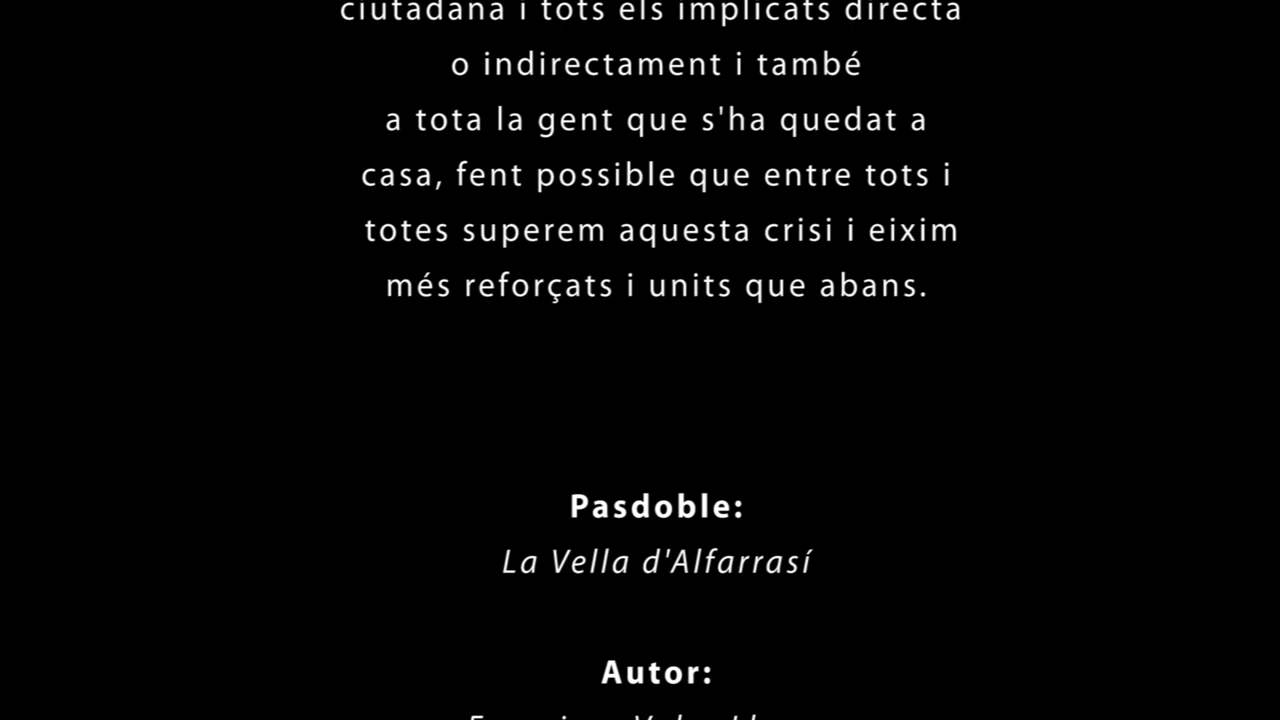 ciutadana i tots els implicats directa
o indirectament i també
a tota la gent que s'ha quedat a
casa, fent possible que entre tots i
totes superem aquesta crisi i eixim
més reforçats i units que abans.
Pasdoble:
La Vella d'Alfarrasí
Autor: